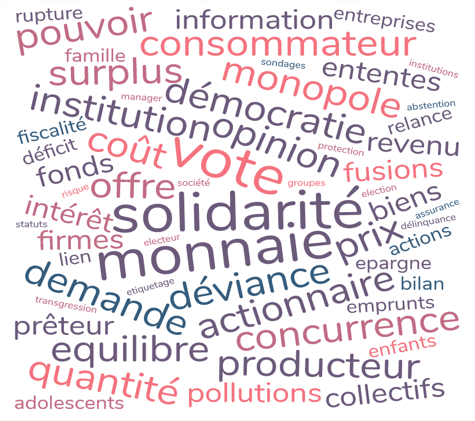 rupture
pouvoir
information
entreprises
consommateur
famille
surplus
sondages
monopole
ententes
institutions
manager
démocratie
abstention
institution
opinion
relance
fiscalité
coût
vote
protection
revenu
déficit
fonds
fusions
risque
offre
société
groupes
élection
biens
intérêt
solidarité
assurance
statuts
firmes
electeur
prix
délinquance
actions
lien
monnaie
epargne
demande
déviance
bilan
etiquetage
actionnaire
emprunts
transgression
prêteur
concurrence
equilibre
enfants
producteur
quantité
pollutions
collectifs
adolescents